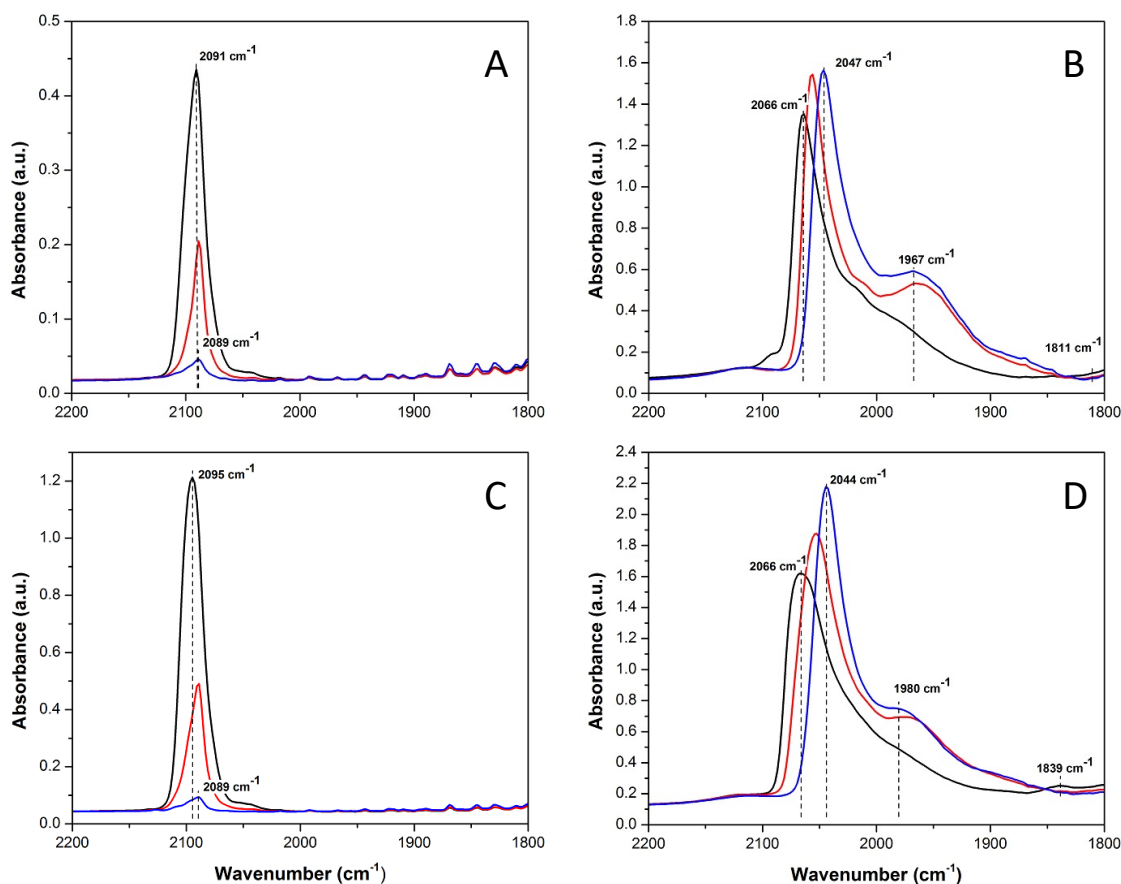 A
2091 cm-1
2089 cm-1
Absorbance (a.u.)
0.5
0.4
0.3
0.2
0.1
0.0
2200 2100 2000 1900 1800
B
2047 cm-1
2066 cm-1
1967 cm-1
1811 cm-1
Absorbance (a.u.)
1.8
1.6
1.4
1.2
1.0
0.8
0.6
0.4
0.2
0.0
2200 2100 2000 1900 1800
C
2095 cm-1
2089 cm-1
Absorbance (a.u.)
1.2
1.0
0.8
0.6
0.4
0.2
0.0
2200 2100 2000 1900 1800
Wavenumber (cm-1)
D
2044 cm-1
2066 cm-1
1980 cm-1
1839 cm-1
Absorbance (a.u.)
2.4
2.2
2.0
1.8
1.6
1.4
1.2
1.0
0.8
0.6
0.4
0.2
0.0
2200 2100 2000 1900 1800
Wavenumber (cm-1)